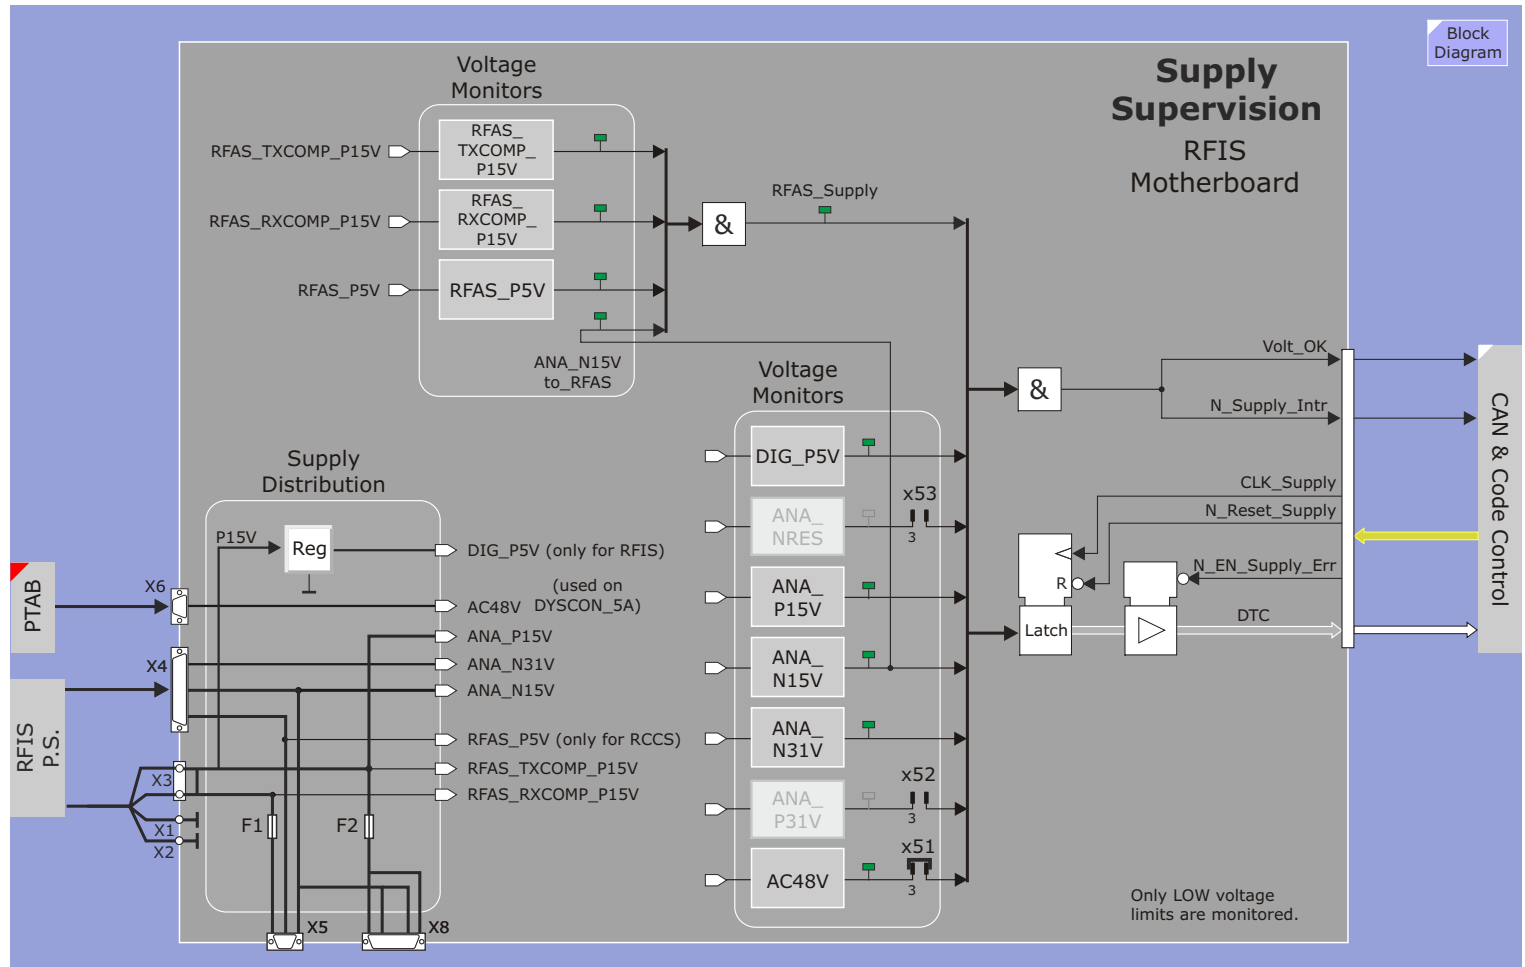 Block
Diagram
Supply
Supervision
RFIS
Motherboard
Voltage
Monitors
RFAS_TXCOMP_P15V
RFAS_
TXCOMP_
P15V
RFAS_RXCOMP_P15V
RFAS_
RXCOMP_
P15V
RFAS_P5V
RFAS_P5V
ANA_N15V
to_RFAS
&
RFAS_Supply
Voltage
Monitors
DIG_P5V
ANA_
NRES
x53
3
ANA_
P15V
ANA_
N15V
ANA_
N31V
ANA_
P31V
x52
3
AC48V
x51
3
&
Volt_OK
N_Supply_Intr
CLK_Supply
N_Reset_Supply
R
N_EN_Supply_Err
Latch
DTC
CAN & Code Control
Supply
Distribution
P15V
Reg
DIG_P5V (only for RFIS)
(used on
AC48V DYSCON_5A)
ANA_P15V
ANA_N31V
ANA_N15V
RFAS_P5V (only for RCCS)
RFAS_TXCOMP_P15V
RFAS_RXCOMP_P15V
PTAB
RFIS
P.S.
X6
X4
X3
X1
X2
F1
F2
X5
X8
Only LOW voltage
limits are monitored.